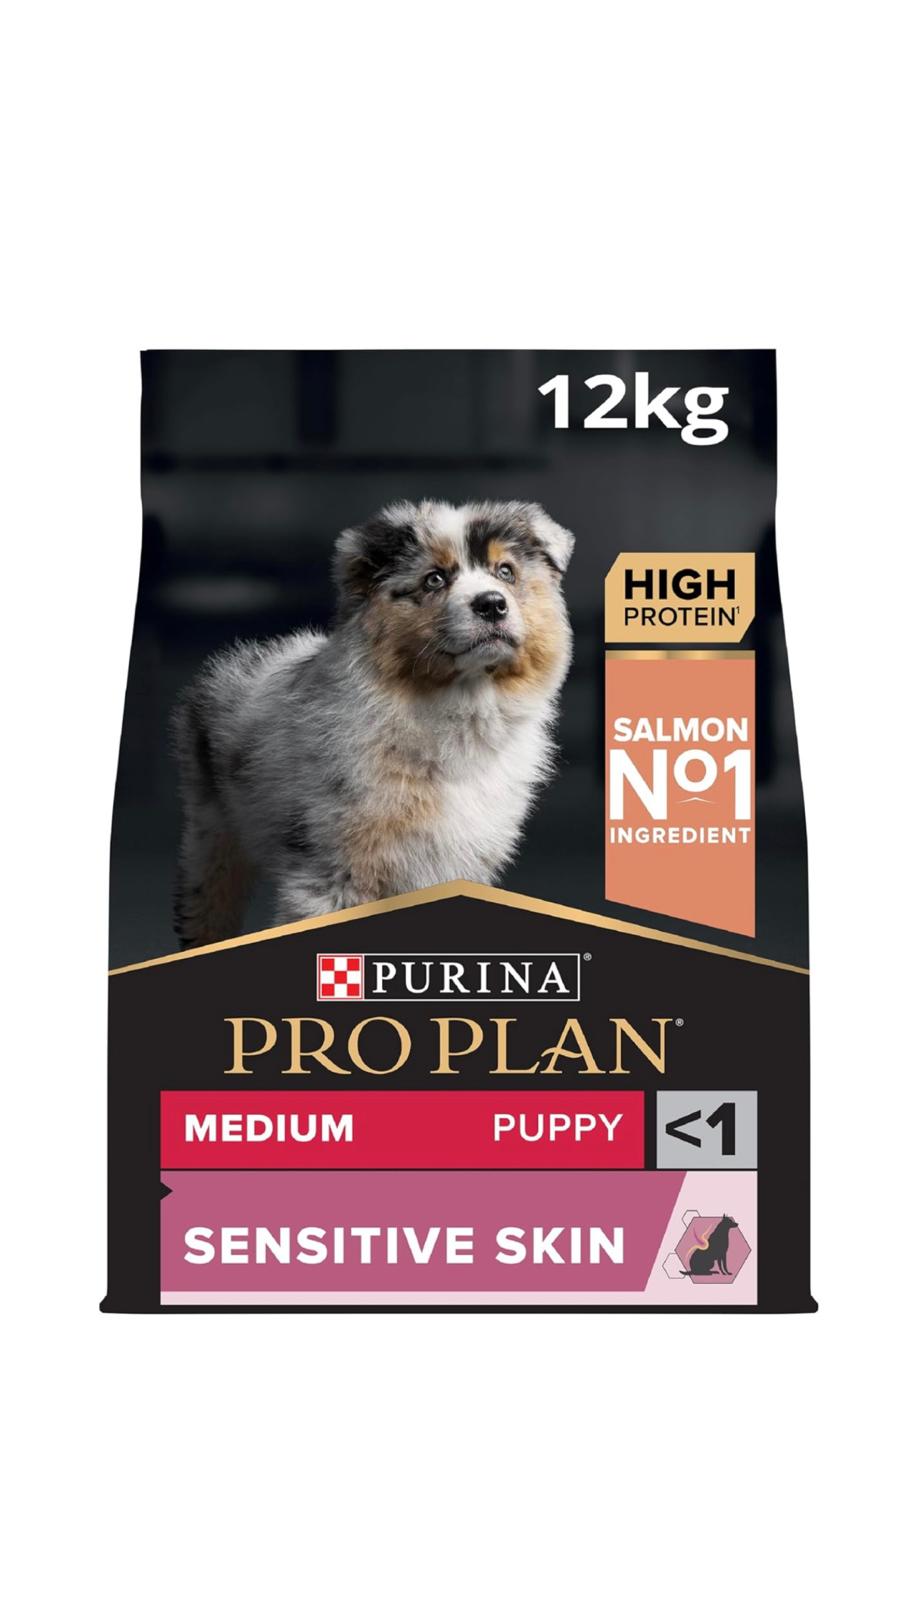 12kg
HIGH
PROTEIN¹
SALMON
Nº1
INGREDIENT
PURINA®
PRO PLAN®
MEDIUM PUPPY <1
SENSITIVE SKIN